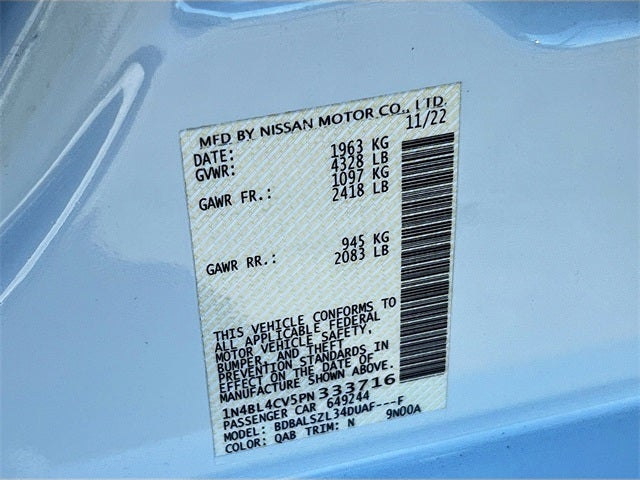 MFD BY NISSAN MOTOR CO., LTD.
DATE: 11/22
GVWR: 1963 KG
4328 LB
GAWR FR.: 1097 KG
2418 LB
GAWR RR.: 945 KG
2083 LB
THIS VEHICLE CONFORMS TO
ALL APPLICABLE FEDERAL
MOTOR VEHICLE SAFETY,
BUMPER, AND THEFT
PREVENTION STANDARDS IN
EFFECT ON THE DATE OF
MANUFACTURE SHOWN ABOVE.
1N4BL4CV5PN333716
PASSENGER CAR 649244
MODEL: BDBALSZL34DUAF---F
COLOR: QAB TRIM: N 9N00A